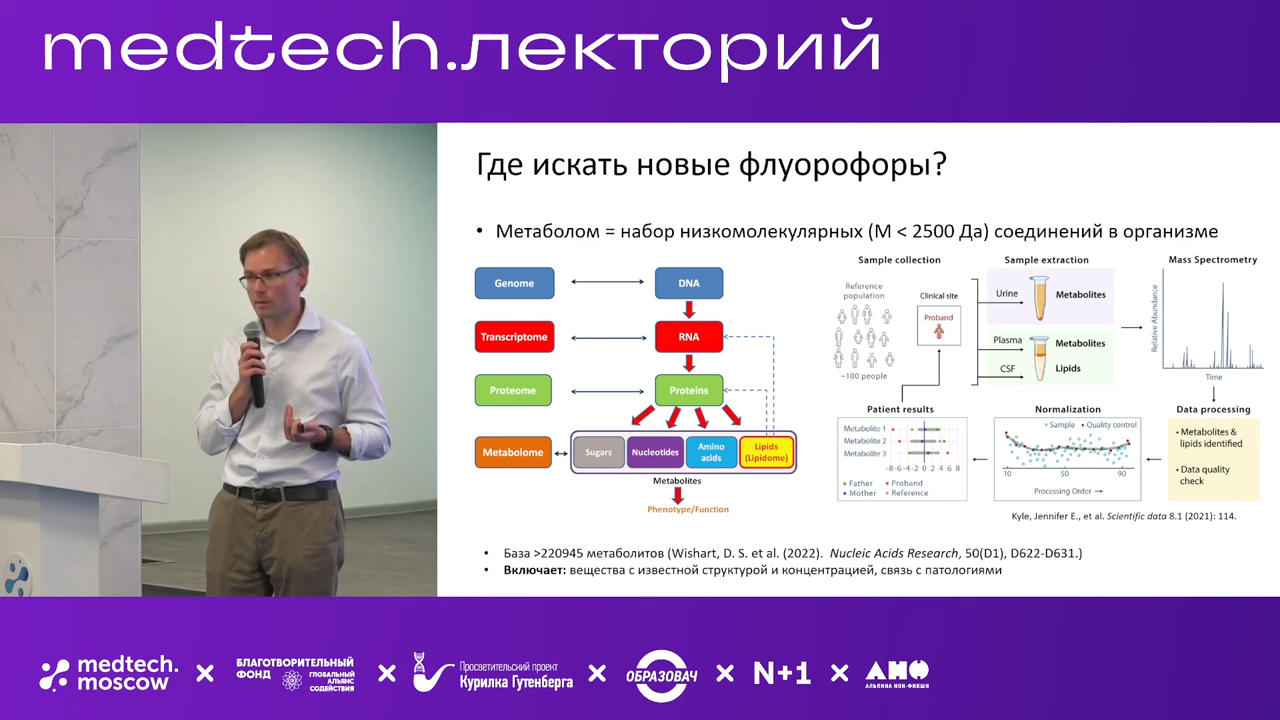 medtech.лекторий
Где искать новые флуорофоры?
• Метаболом = набор низкомолекулярных (М < 2500 Да) соединений в организме
Genome
DNA
Transcriptome
RNA
Proteome
Proteins
Metabolome
Sugars
Nucleotides
Amino
acids
Lipids
(Lipidome)
Metabolites
Phenotype/Function
Sample collection
Sample extraction
Mass Spectrometry
Reference
population
~100 people
Clinical site
Proband
Urine
Metabolites
Plasma
Metabolites
CSF
Lipids
Relative Abundance
Time
Patient results
Normalization
Data processing
Metabolite 1
Metabolite 2
Metabolite 3
-8 -6 -4 -2 0 2 4 6 8
• Father • Proband
• Mother • Reference
• Sample • Quality control
10 50 90
Processing Order →
• Metabolites &
lipids identified
• Data quality
check
Kyle, Jennifer E., et al. Scientific data 8.1 (2021): 114.
• База >220945 метаболитов (Wishart, D. S. et al. (2022). Nucleic Acids Research, 50(D1), D622-D631.)
• Включает: вещества с известной структурой и концентрацией, связь с патологиями
medtech.
moscow
×
БЛАГОТВОРИТЕЛЬНЫЙ
ФОНД
ГЛОБАЛЬНЫЙ
АЛЬЯНС
СОДЕЙСТВИЯ
×
Просветительский проект
Курилка Гутенберга
×
ОБРАЗОВАЧ
×
N+1
×
АНФ
АЛЬПИНА НОН-ФИКШН